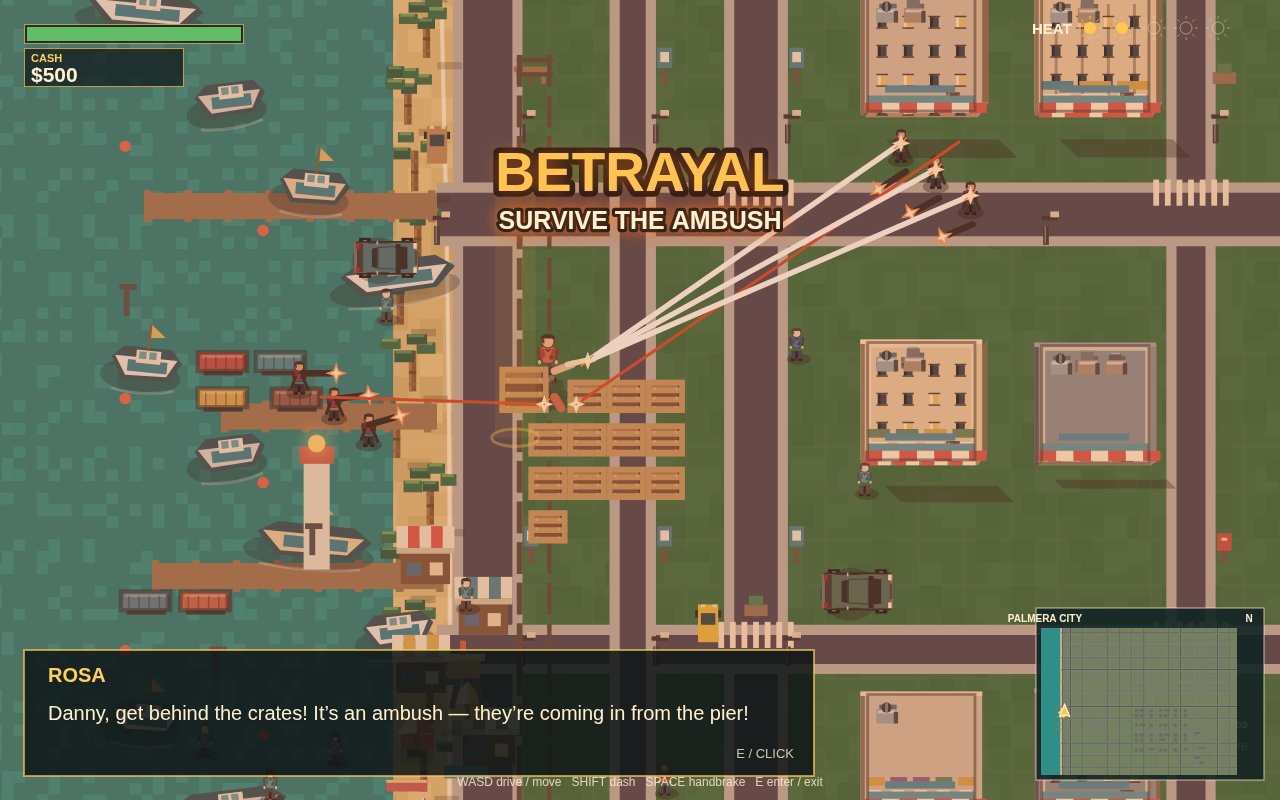 CASH
$500
HEAT
BETRAYAL
SURVIVE THE AMBUSH
PALMERA CITY
N
ROSA
Danny, get behind the crates! It’s an ambush — they’re coming in from the pier!
E / CLICK
WASD drive / move SHIFT dash SPACE handbrake E enter / exit